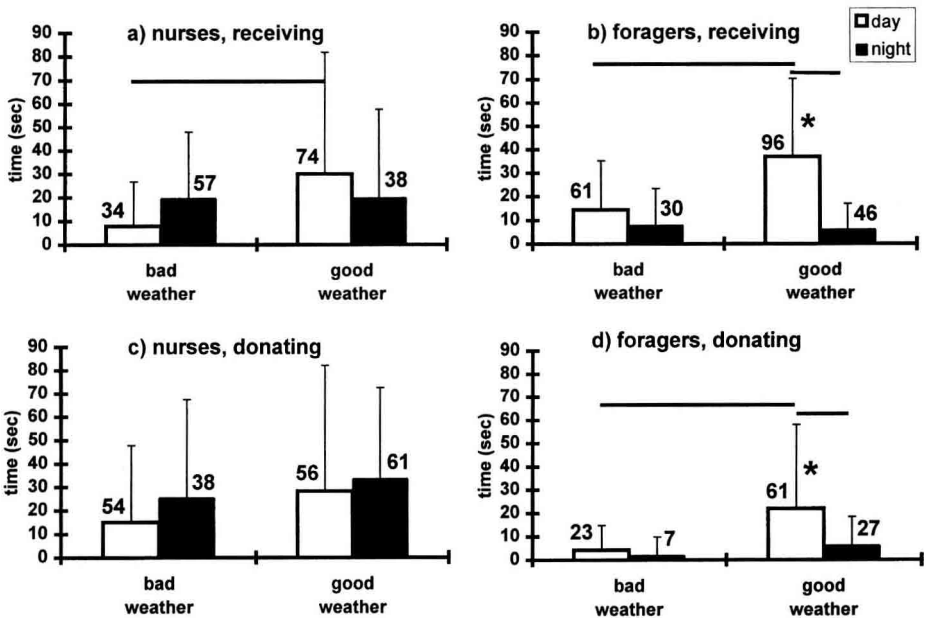 a) nurses, receiving
90
80
70
60
50
40
30
20
10
0
time (sec)
34
57
74
38
bad
weather
good
weather
b) foragers, receiving
day
night
90
80
70
60
50
40
30
20
10
0
time (sec)
61
30
96
*
46
bad
weather
good
weather
c) nurses, donating
90
80
70
60
50
40
30
20
10
0
time (sec)
54
38
56
61
bad
weather
good
weather
d) foragers, donating
90
80
70
60
50
40
30
20
10
0
time (sec)
23
7
61
*
27
bad
weather
good
weather